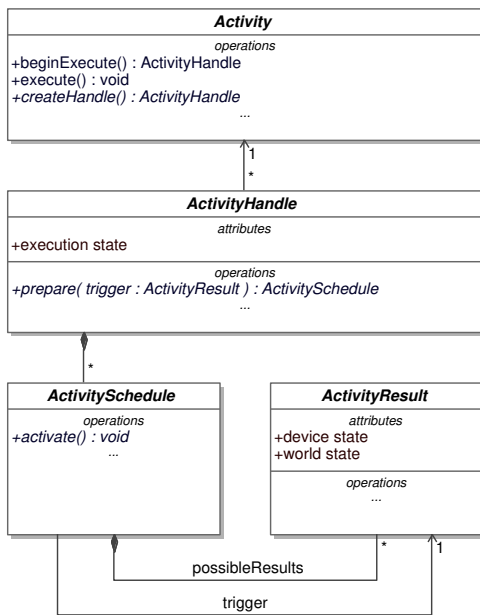 Activity
operations
+beginExecute() : ActivityHandle
+execute() : void
+createHandle() : ActivityHandle
...
1
*
ActivityHandle
attributes
+execution state
operations
+prepare( trigger : ActivityResult ) : ActivitySchedule
...
*
ActivitySchedule
operations
+activate() : void
...
ActivityResult
attributes
+device state
+world state
operations
...
* 1
possibleResults
trigger